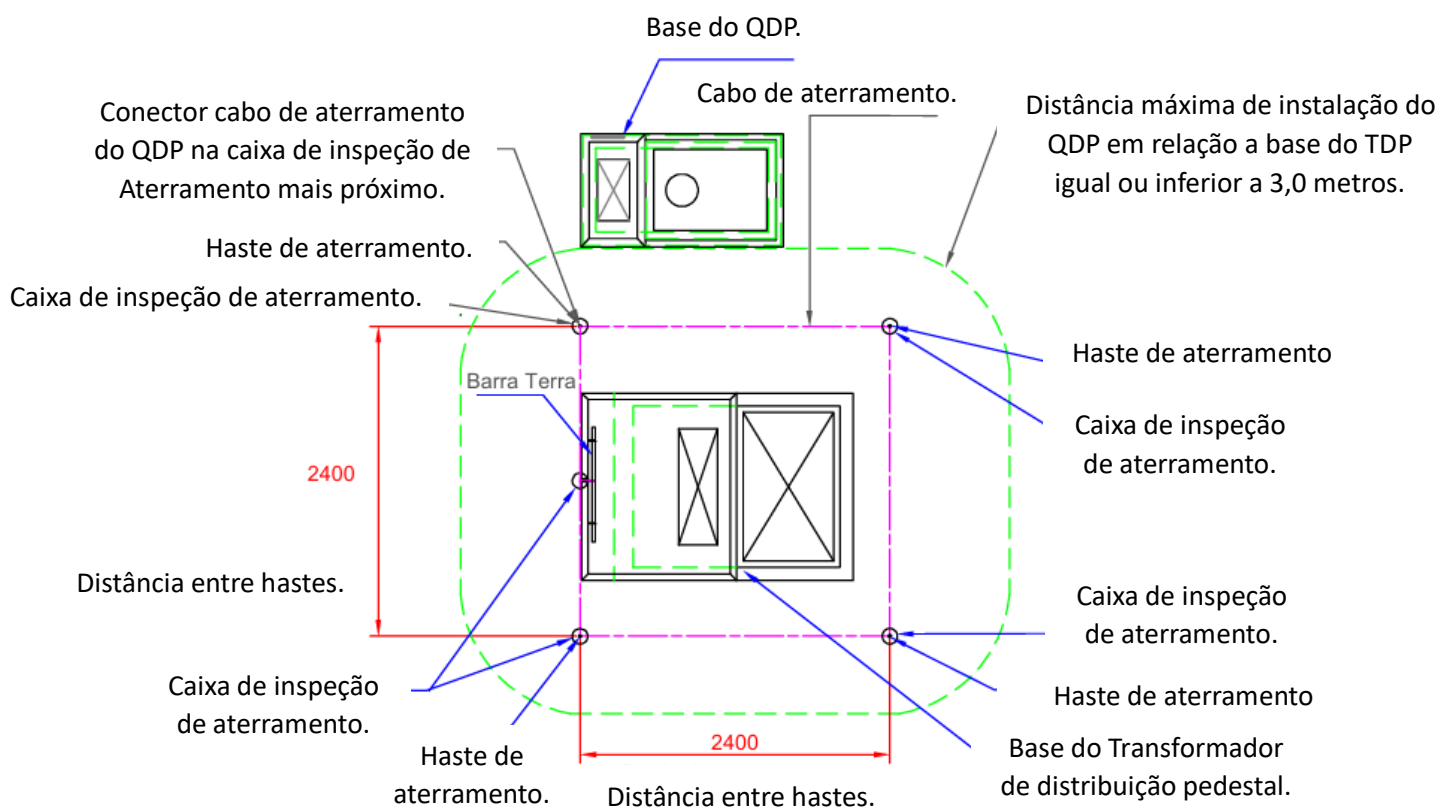 Base do QDP.
Cabo de aterramento.
Conector cabo de aterramento
do QDP na caixa de inspeção de
Aterramento mais próximo.
Distância máxima de instalação do
QDP em relação a base do TDP
igual ou inferior a 3,0 metros.
Haste de aterramento.
Caixa de inspeção de aterramento.
Haste de aterramento
Barra Terra
Caixa de inspeção
de aterramento.
2400
Distância entre hastes.
Caixa de inspeção
de aterramento.
Caixa de inspeção
de aterramento.
Haste de aterramento
2400
Haste de
aterramento.
Distância entre hastes.
Base do Transformador
de distribuição pedestal.